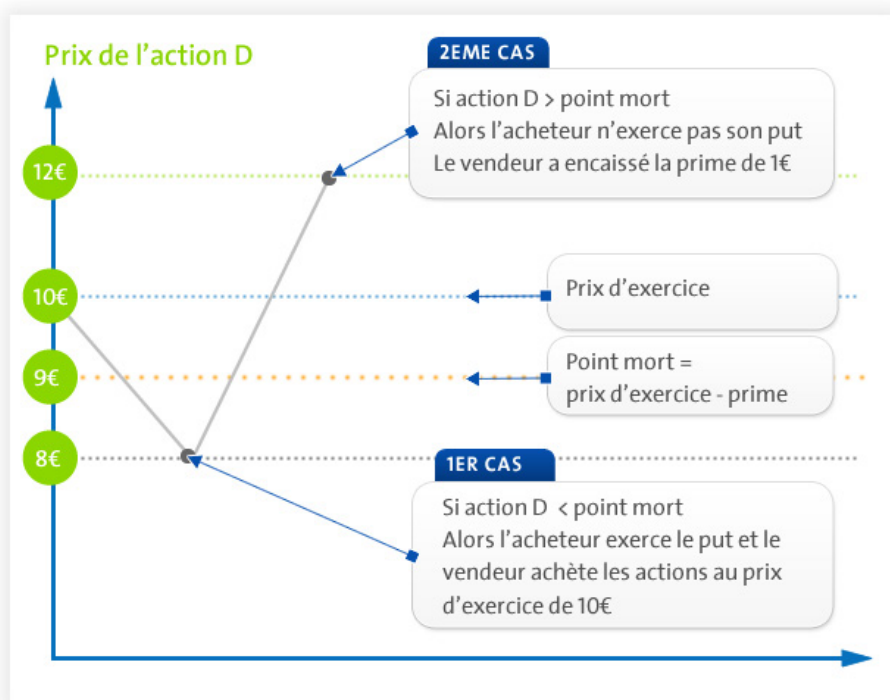 Prix de l'action D
2EME CAS
Si action D > point mort
Alors l'acheteur n'exerce pas son put
Le vendeur a encaissé la prime de 1€
12€
10€
Prix d'exercice
9€
Point mort =
prix d'exercice - prime
8€
1ER CAS
Si action D < point mort
Alors l'acheteur exerce le put et le
vendeur achète les actions au prix
d'exercice de 10€